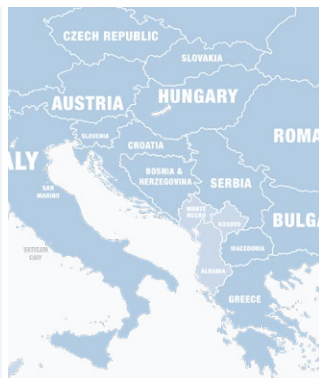 CZECH REPUBLIC
SLOVAKIA
AUSTRIA
HUNGARY
SLOVENIA
ROMA
CROATIA
ALY
BOSNIA &
HERZEGOVINA
SERBIA
SAN
MARINO
MONTE
NEGRO
KOSOVO
BULGA
VATICAN
CITY
MACEDONIA
ALBANIA
GREECE